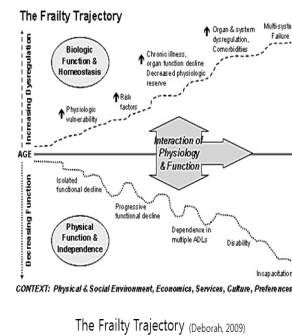 The Frailty Trajectory
Multi-system
Failure
Organ & system
dysregulation,
Comorbidities
Chronic illness,
organ function decline
Decreased physiologic
reserve
Risk
factors
Physiologic
vulnerability
Biologic
Function &
Homeostasis
Increasing Dysregulation
AGE
Interaction of
Physiology
& Function
Decreasing Function
Isolated
functional decline
Progressive
functional decline
Dependence in
multiple ADLs
Disability
Incapacitation
Physical
Function &
Independence
CONTEXT: Physical & Social Environment, Economics, Services, Culture, Preferences
The Frailty Trajectory (Deborah, 2009)